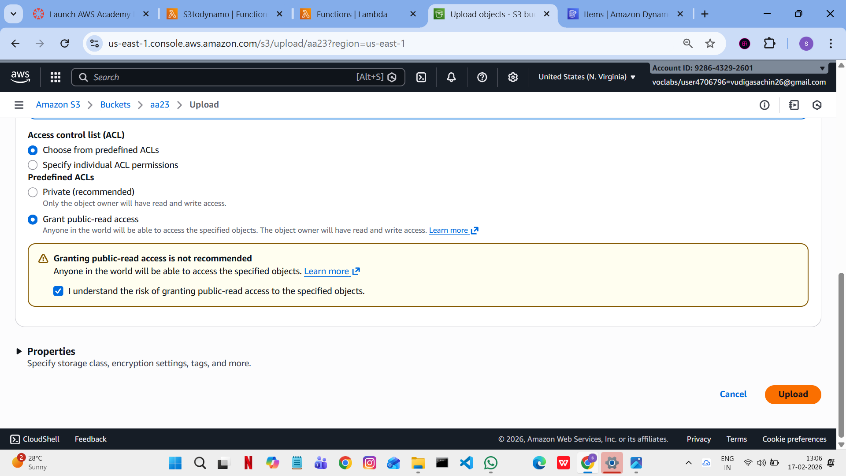 Launch AWS Academy
S3todynamo | Function
Functions | Lambda
Upload objects - S3 bu
Items | Amazon Dynam
us-east-1.console.aws.amazon.com/s3/upload/aa23?region=us-east-1
S
aws
Search
[Alt+S]
United States (N. Virginia)
Account ID: 9286-4329-2601
voclabs/user4706796=vudigasachin26@gmail.com
Amazon S3 > Buckets > aa23 > Upload
Access control list (ACL)
Choose from predefined ACLs
Specify individual ACL permissions
Predefined ACLs
Private (recommended)
Only the object owner will have read and write access.
Grant public-read access
Anyone in the world will be able to access the specified objects. The object owner will have read and write access. Learn more
Granting public-read access is not recommended
Anyone in the world will be able to access the specified objects. Learn more
I understand the risk of granting public-read access to the specified objects.
Properties
Specify storage class, encryption settings, tags, and more.
Cancel
Upload
CloudShell
Feedback
© 2026, Amazon Web Services, Inc. or its affiliates.
Privacy
Terms
Cookie preferences
2
28°C
Sunny
ENG
IN
13:06
17-02-2026